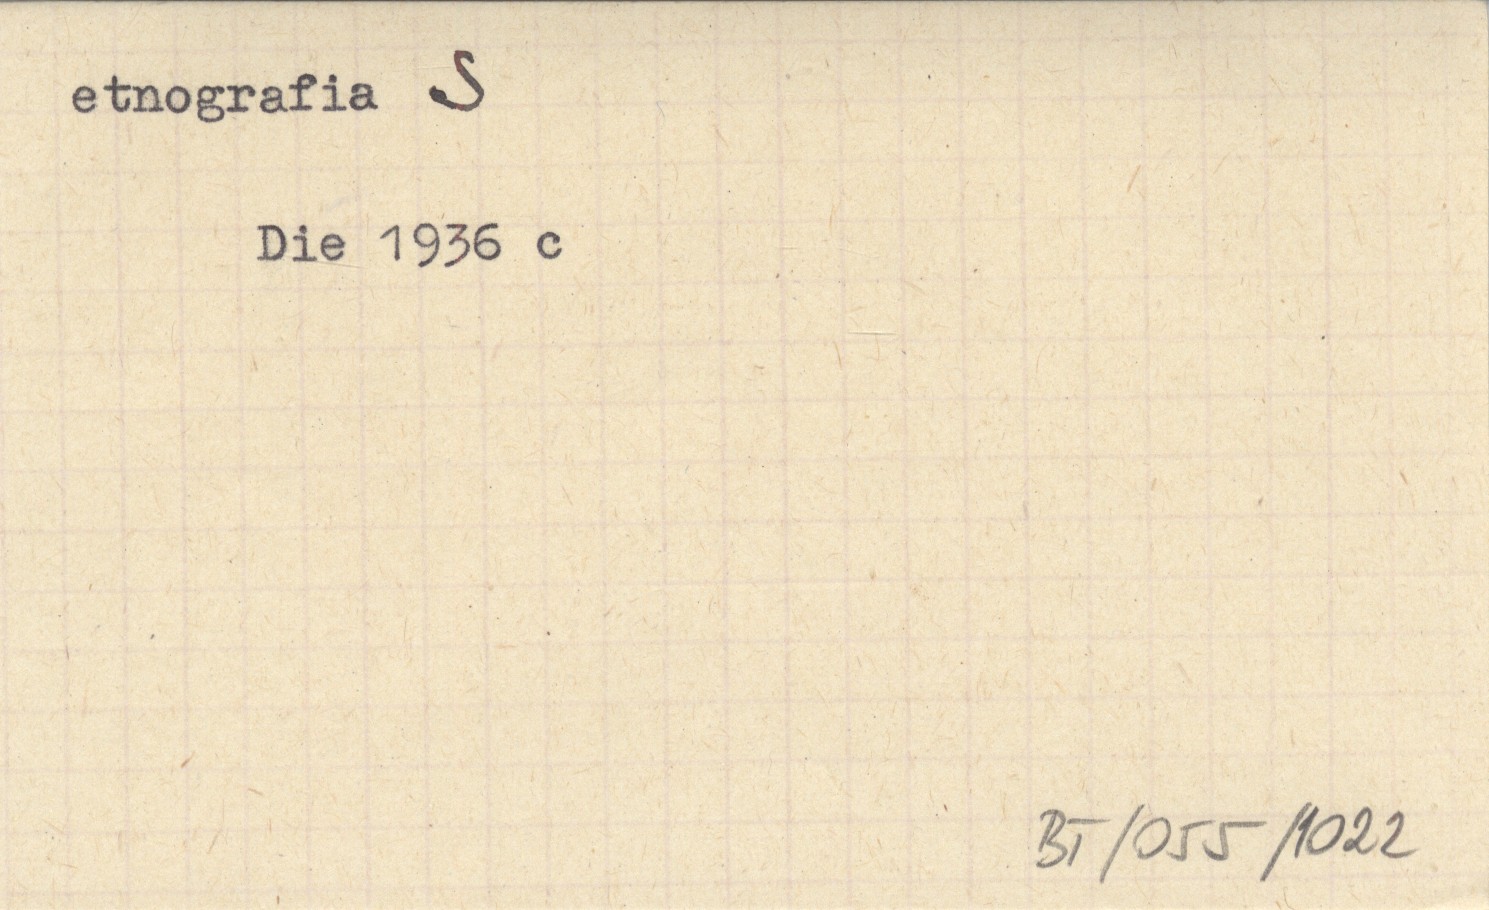 etnografia S
Die 1936 c
BT/055/1022